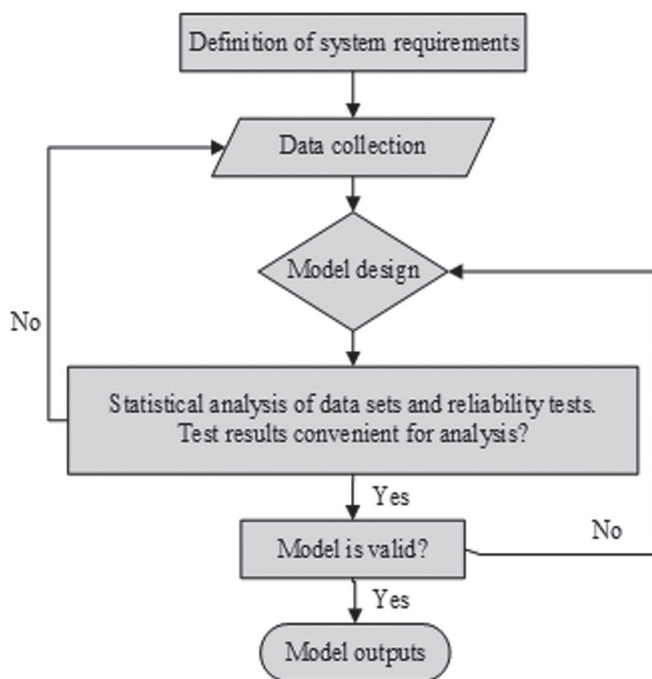 Definition of system requirements
Data collection
Model design
No
Statistical analysis of data sets and reliability tests.
Test results convenient for analysis?
Yes
Model is valid?
No
Yes
Model outputs